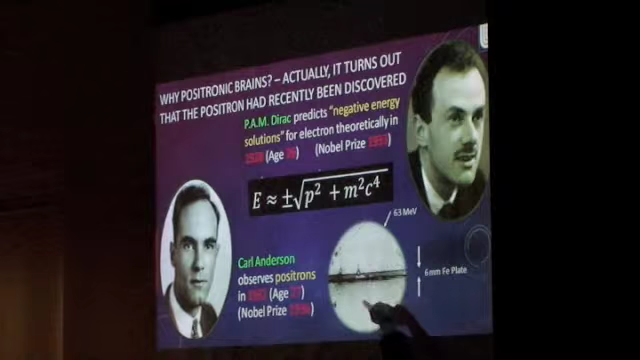 WHY POSITRONIC BRAINS? – ACTUALLY, IT TURNS OUT
THAT THE POSITRON HAD RECENTLY BEEN DISCOVERED
P.A.M. Dirac predicts "negative energy
solutions" for electron theoretically in
(Age (Nobel Prize
E ≈ ±√p² + m²c⁴
63 MeV
Carl Anderson
observes positrons
in (Age
(Nobel Prize
6 mm Fe Plate